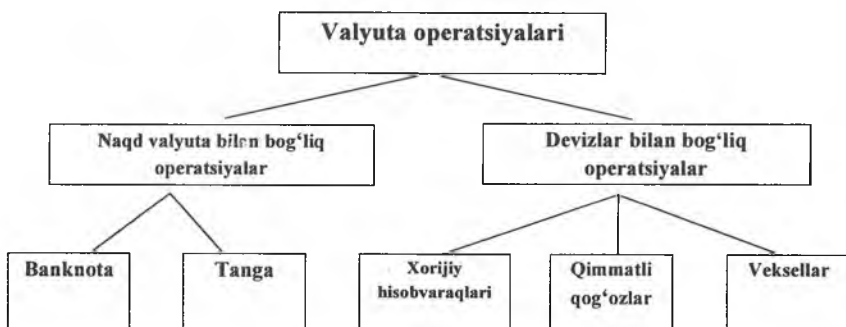 Valyuta operatsiyalari
Naqd valyuta bilan bog‘liq
operatsiyalar
Devizlar bilan bog‘liq
operatsiyalar
Banknota
Tanga
Xorijiy
hisobvaraqlari
Qimmatli
qog‘ozlar
Veksellar